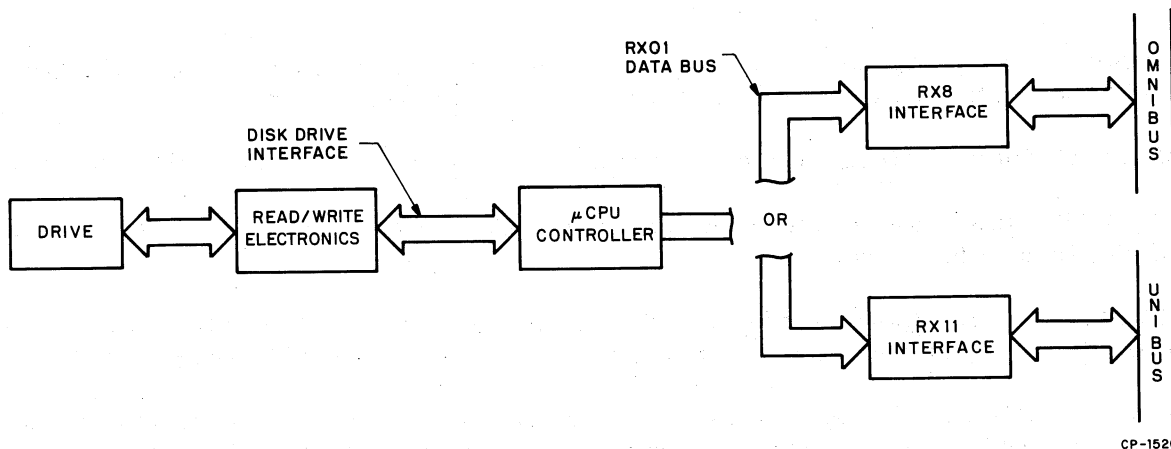 RX01
DATA BUS
RX8
INTERFACE
OMNIBUS
DISK DRIVE
INTERFACE
DRIVE
READ/WRITE
ELECTRONICS
μCPU
CONTROLLER
OR
RX11
INTERFACE
UNIBUS